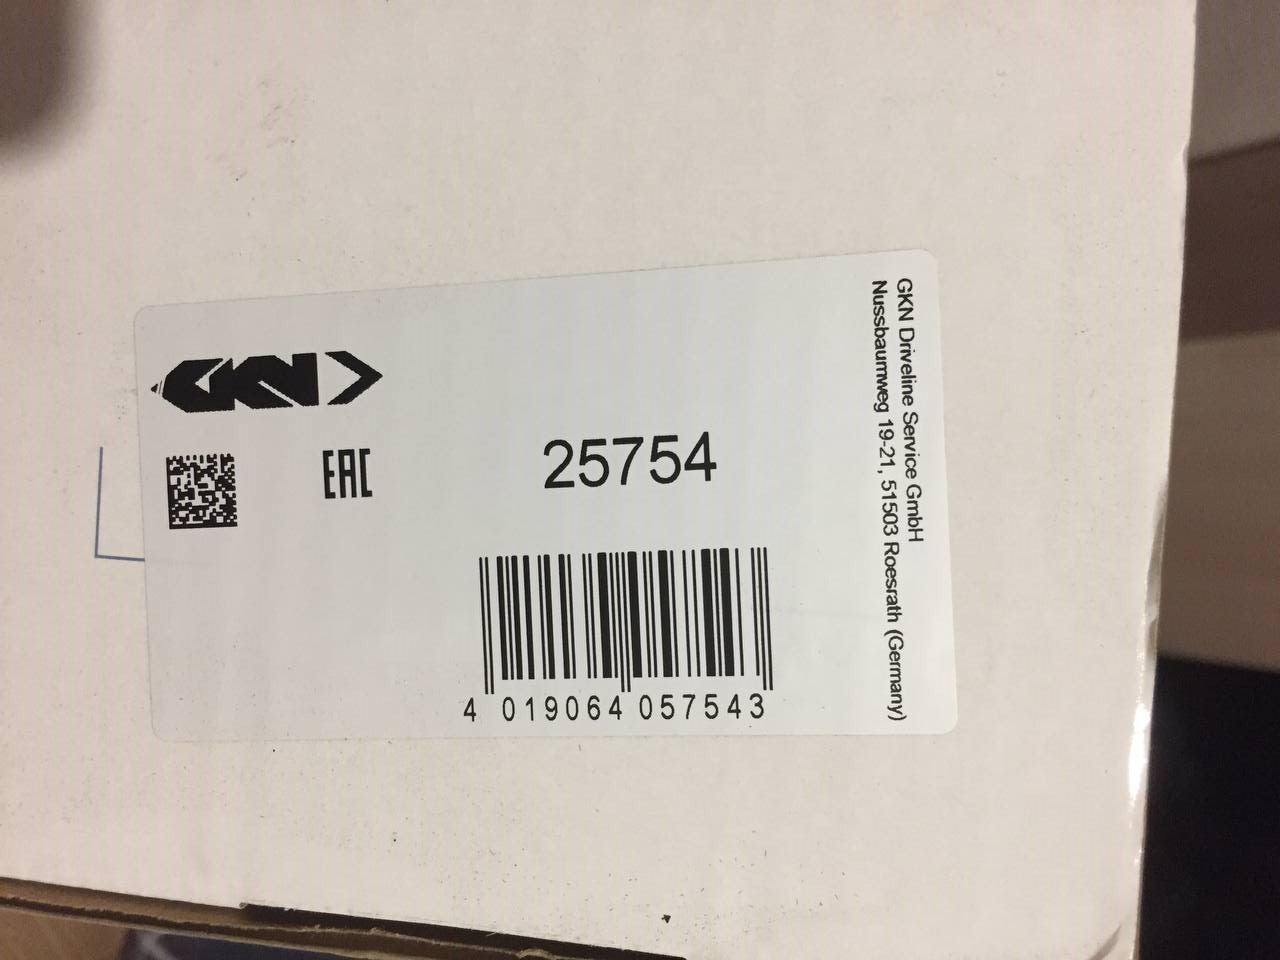 GKN
EAC
25754
4 019064 057543
GKN Driveline Service GmbH
Nussbaumweg 19-21, 51503 Roesrath (Germany)